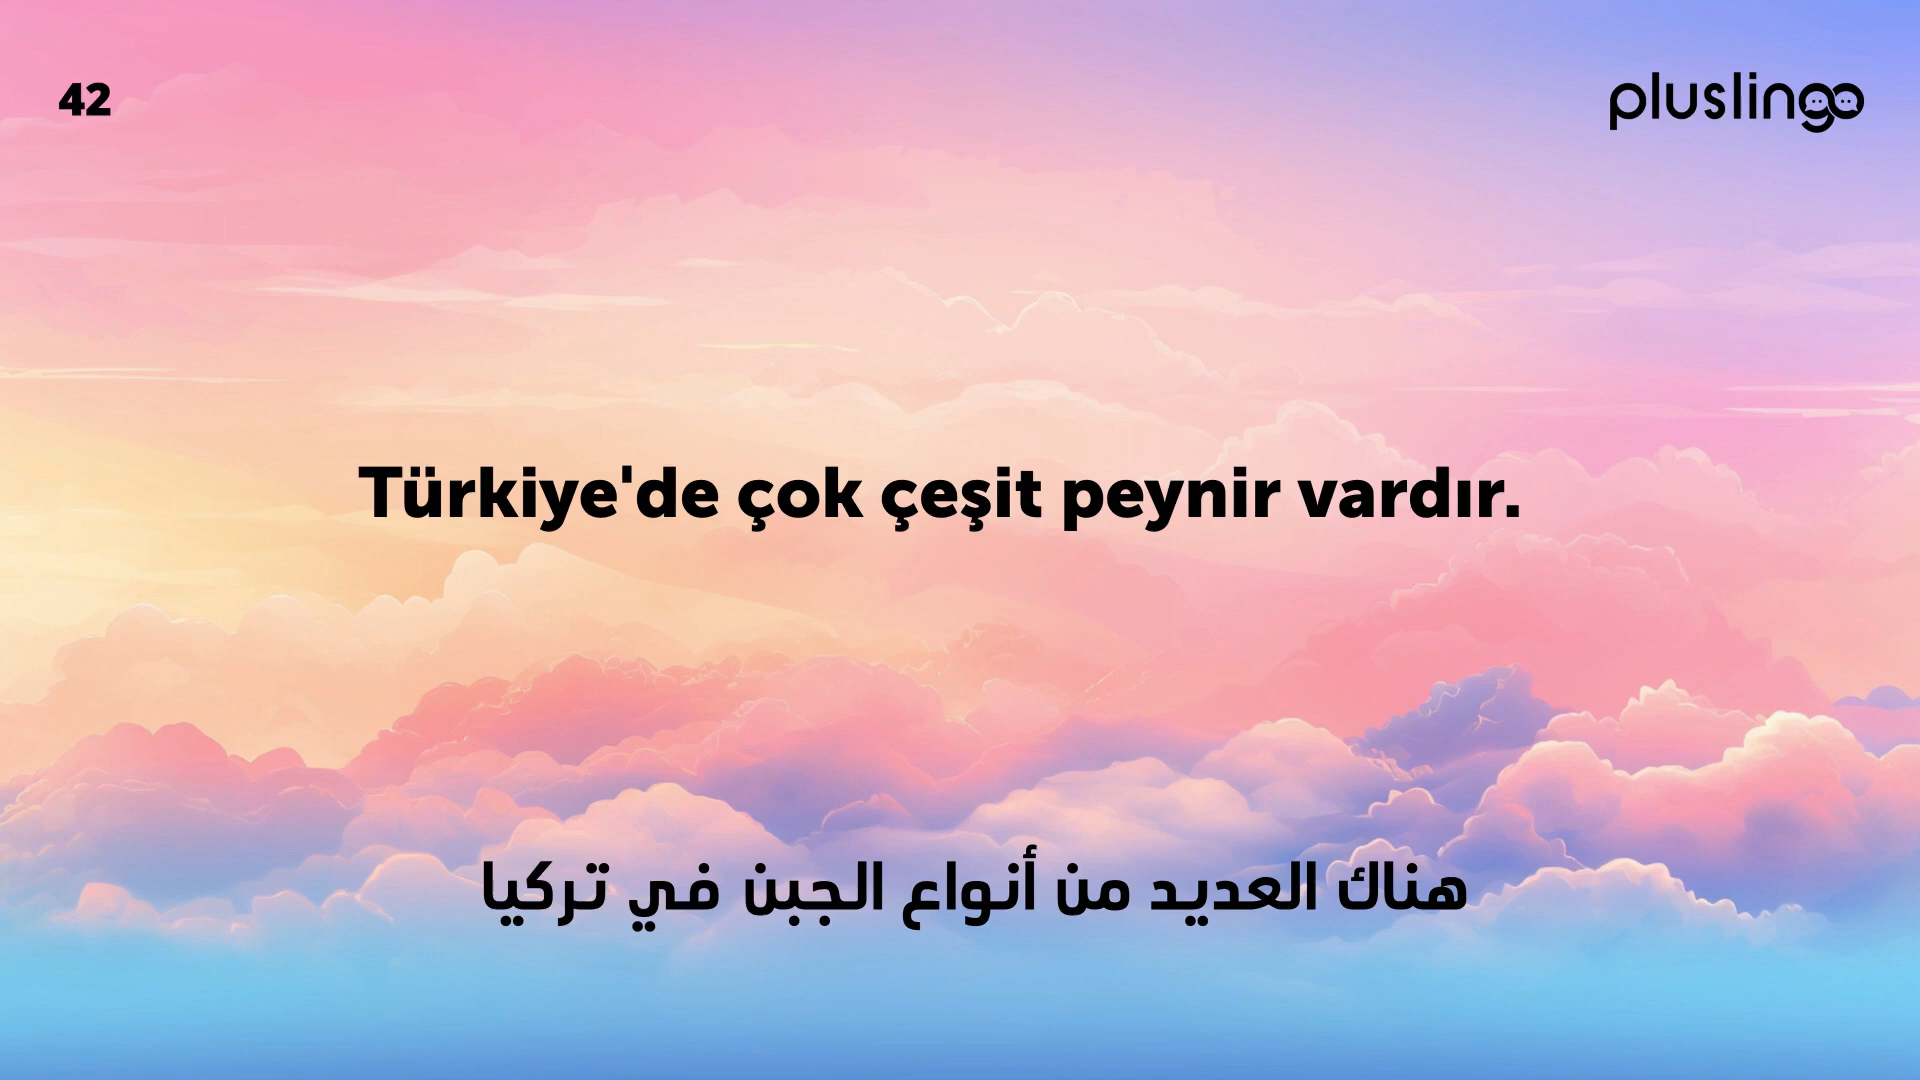 42
pluslingo
Türkiye'de çok çeşit peynir vardır.
هناك العديد من أنواع الجبن في تركيا